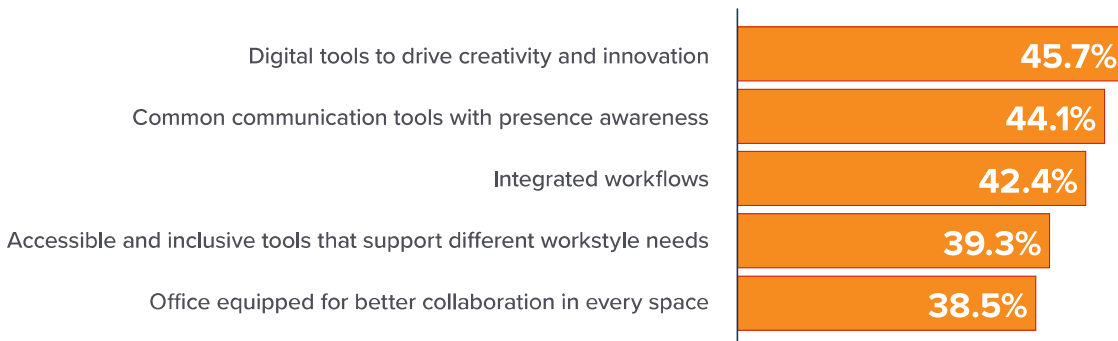 Digital tools to drive creativity and innovation 45.7%
Common communication tools with presence awareness 44.1%
Integrated workflows 42.4%
Accessible and inclusive tools that support different workstyle needs 39.3%
Office equipped for better collaboration in every space 38.5%